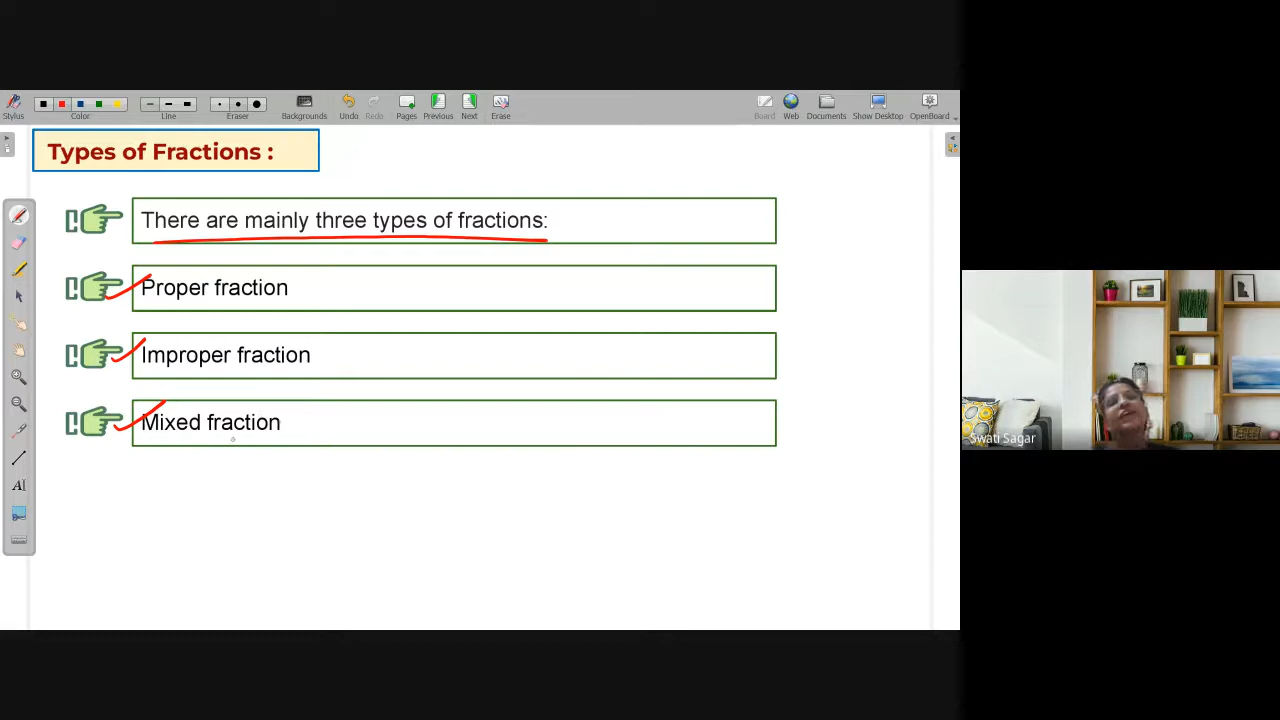 Stylus
Color
Line
Eraser
Backgrounds
Undo
Redo
Pages
Previous
Next
Erase
Board
Web
Documents
Show Desktop
OpenBoard
Types of Fractions :
There are mainly three types of fractions:
Proper fraction
Improper fraction
Mixed fraction
Swati Sagar